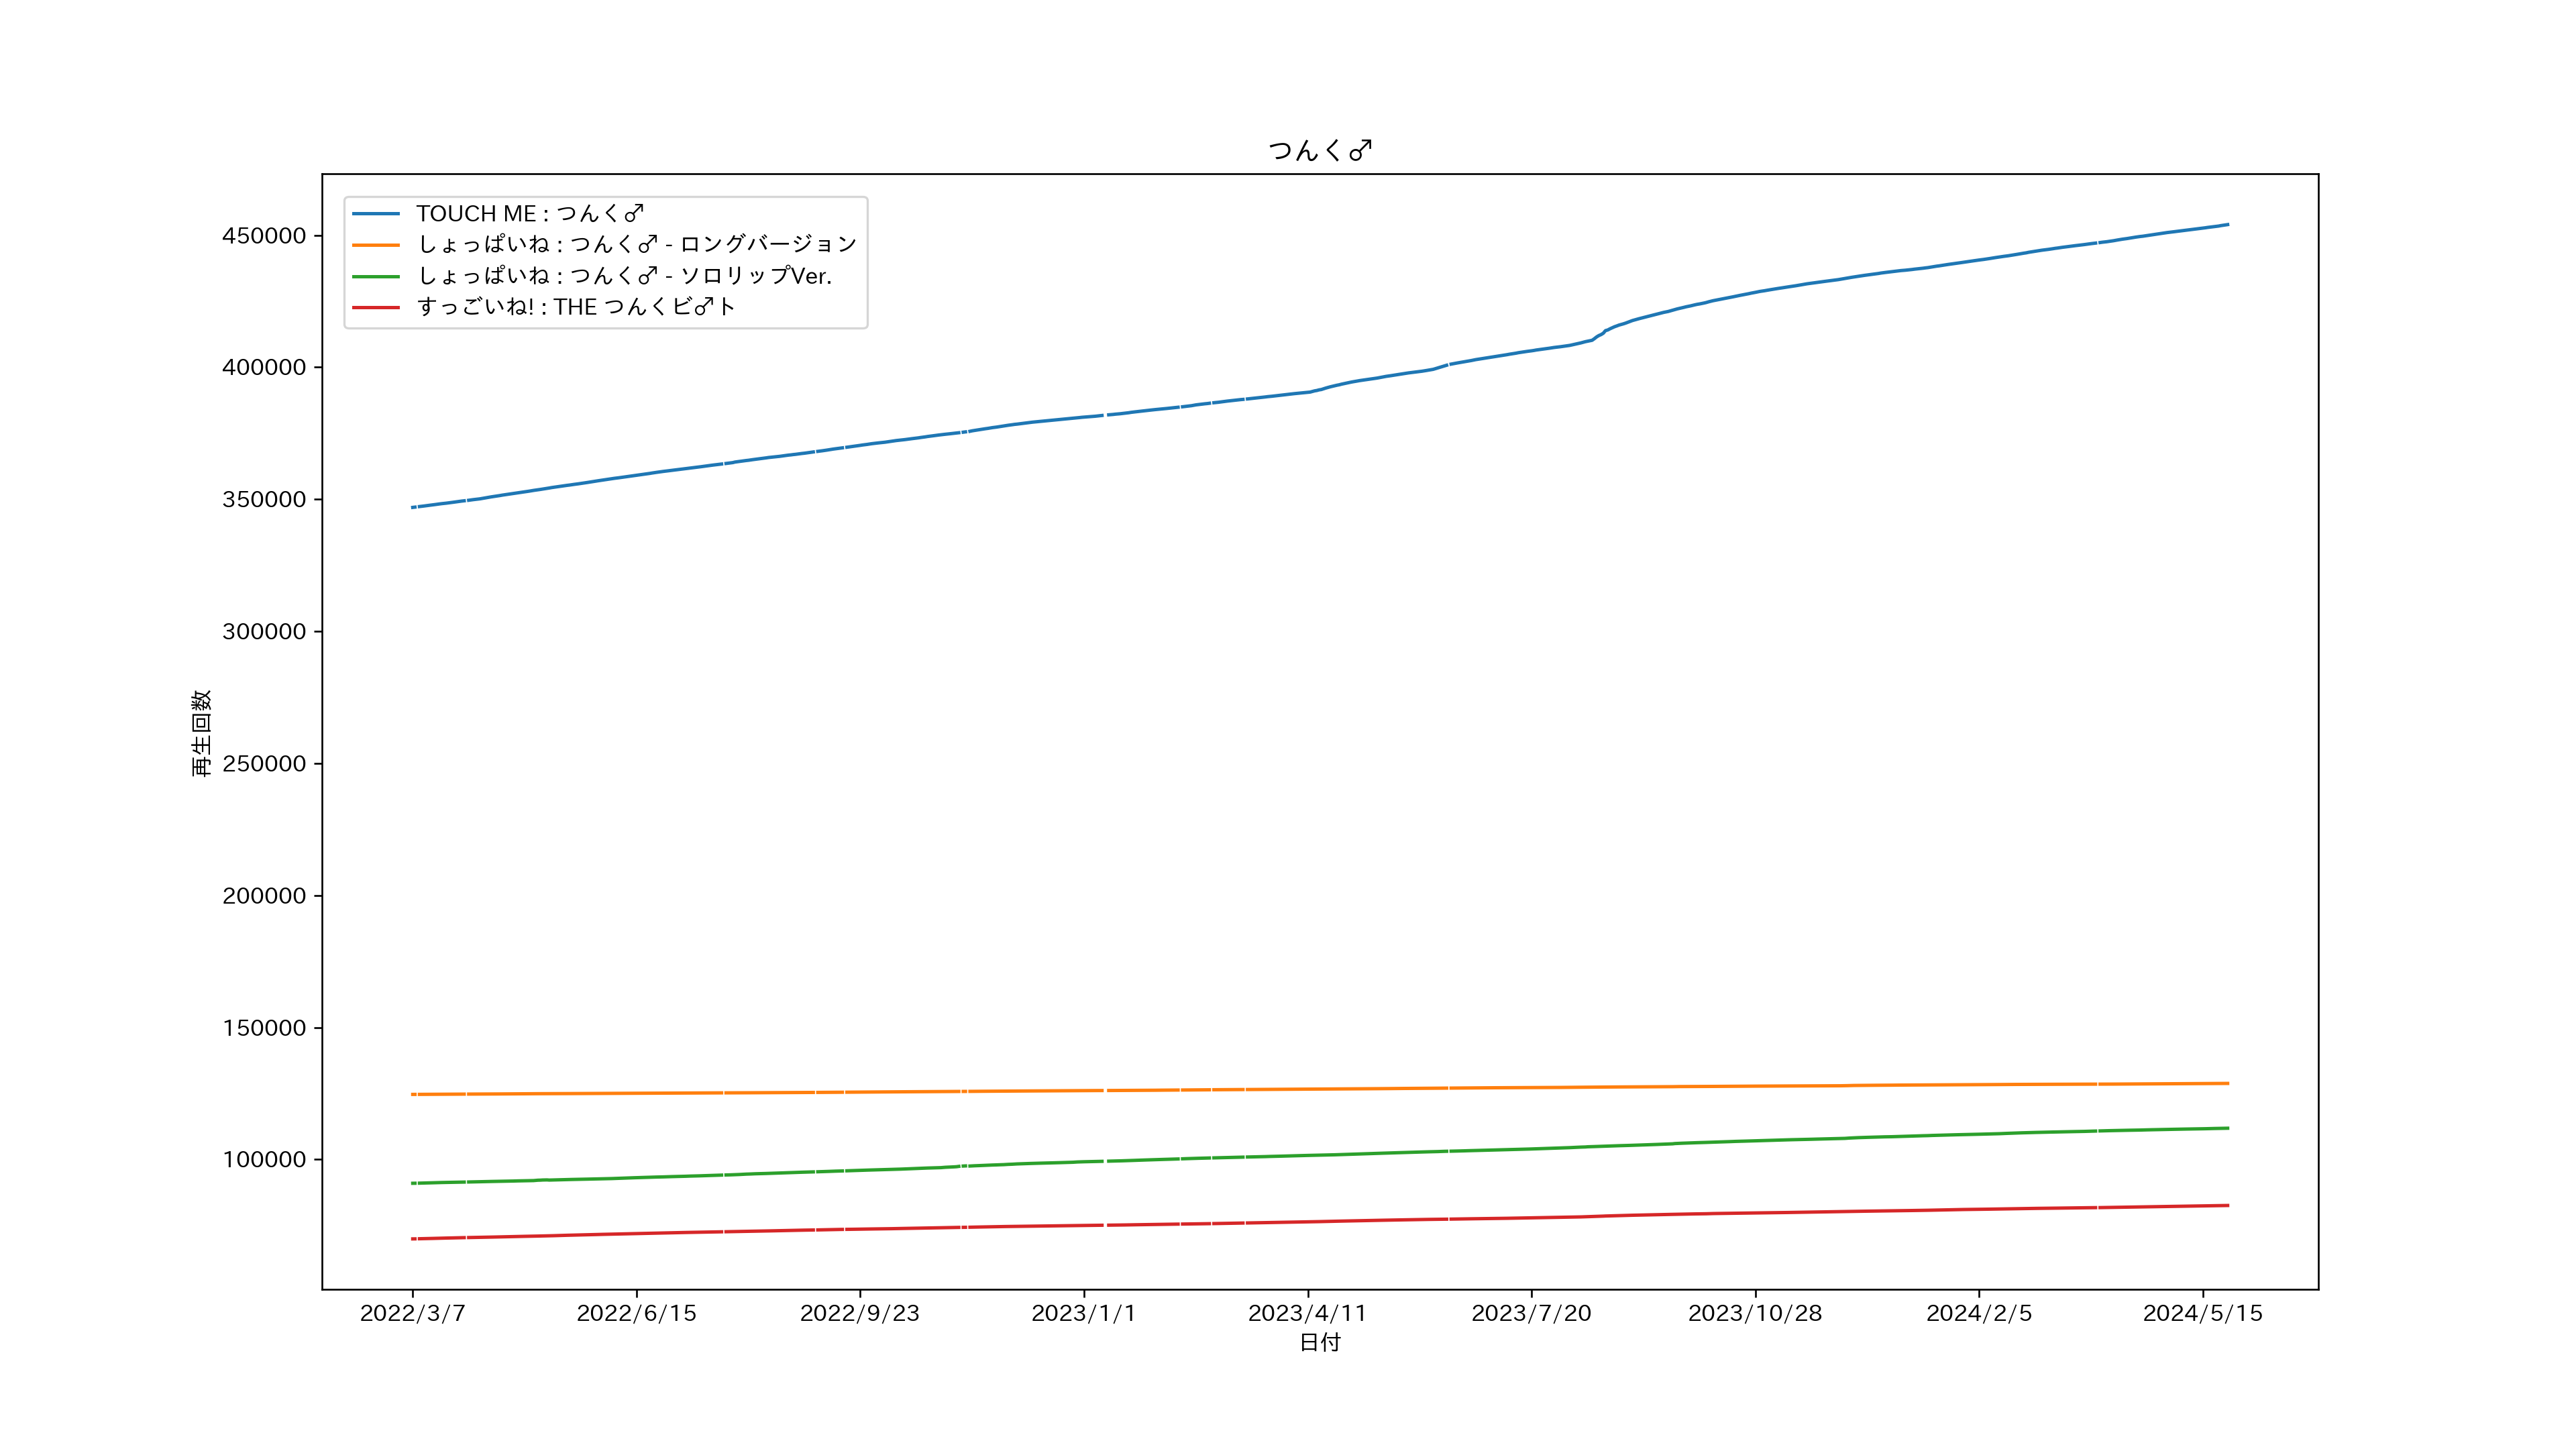 つんく♂
TOUCH ME : つんく♂
しょっぱいね : つんく♂ - ロングバージョン
しょっぱいね : つんく♂ - ソロリップVer.
すっごいね! : THE つんくビ♂ト
450000
400000
350000
300000
250000
200000
150000
100000
再生回数
2022/3/7 2022/6/15 2022/9/23 2023/1/1 2023/4/11 2023/7/20 2023/10/28 2024/2/5 2024/5/15
日付